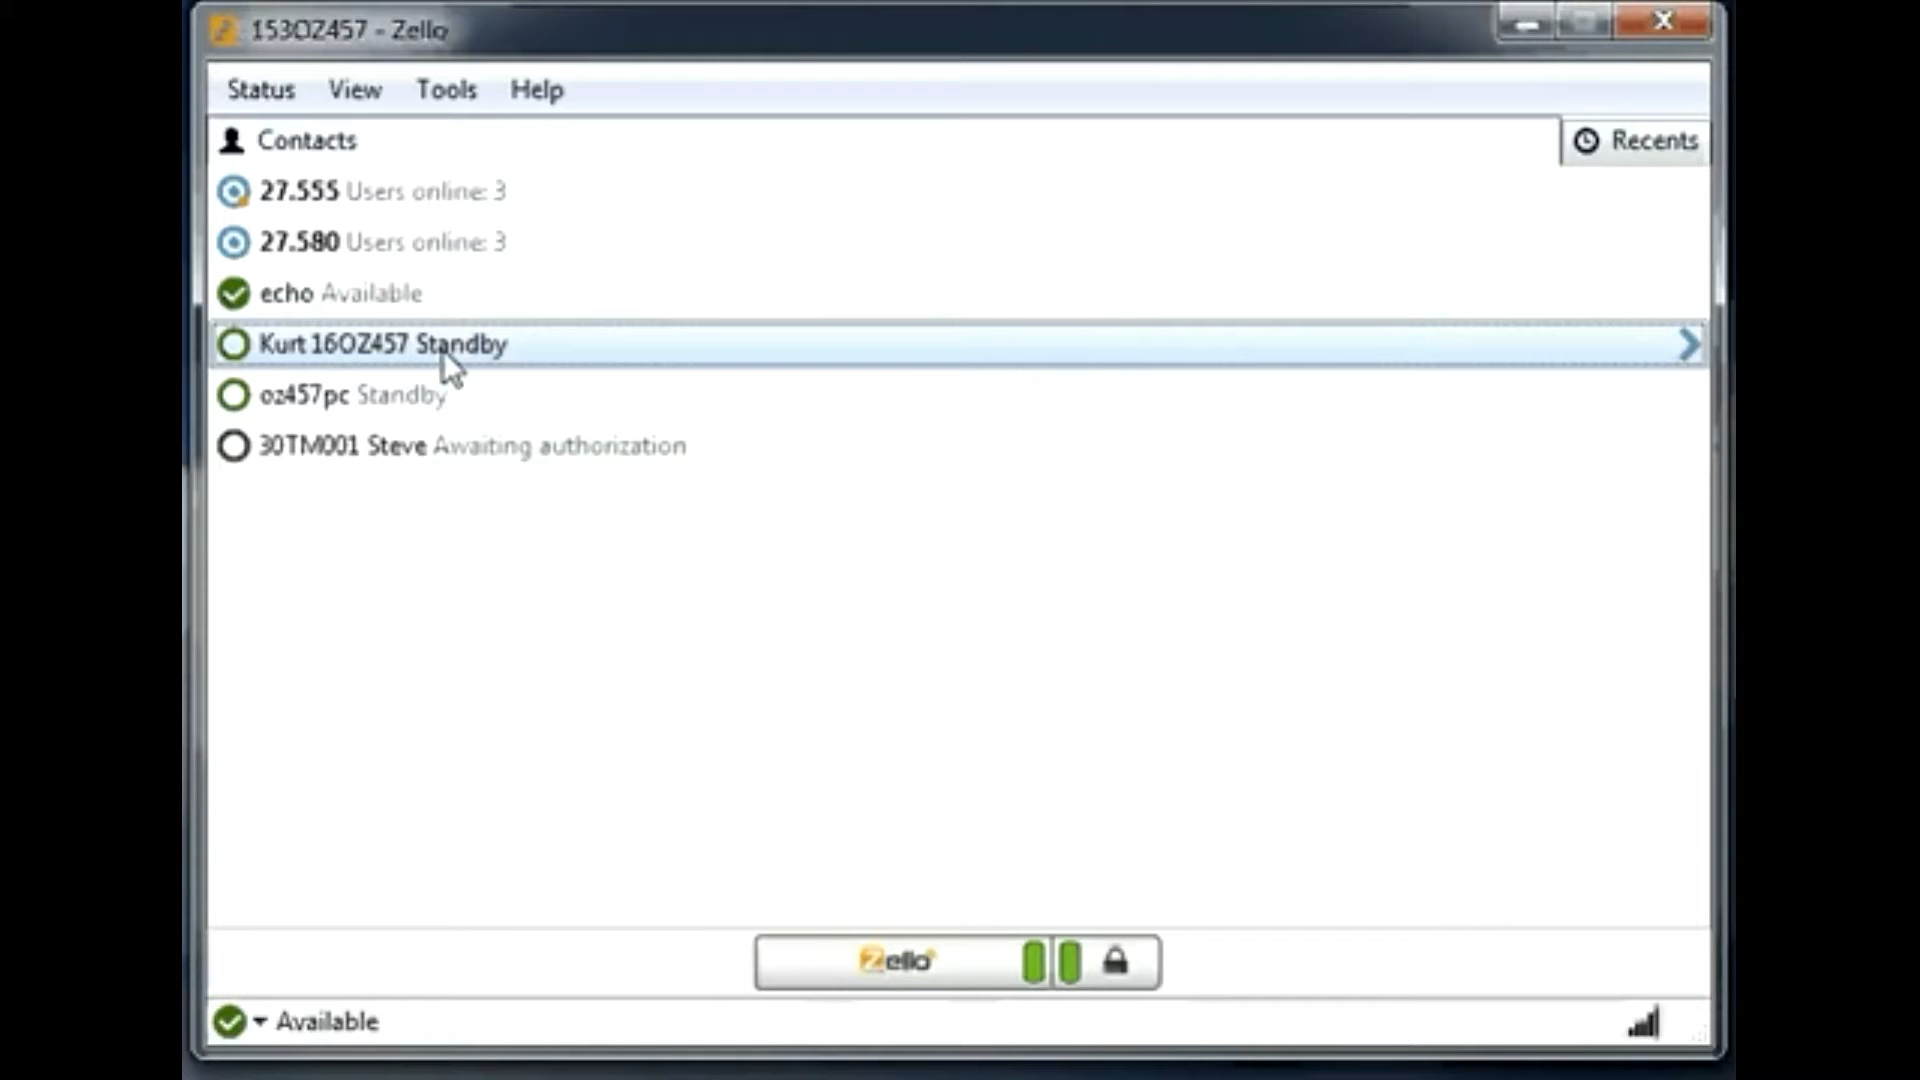 153OZ457 - Zello
Status View Tools Help
Contacts Recents
27.555 Users online: 3
27.580 Users online: 3
echo Available
Kurt 16OZ457 Standby
oz457pc Standby
30TM001 Steve Awaiting authorization
Zello
Available